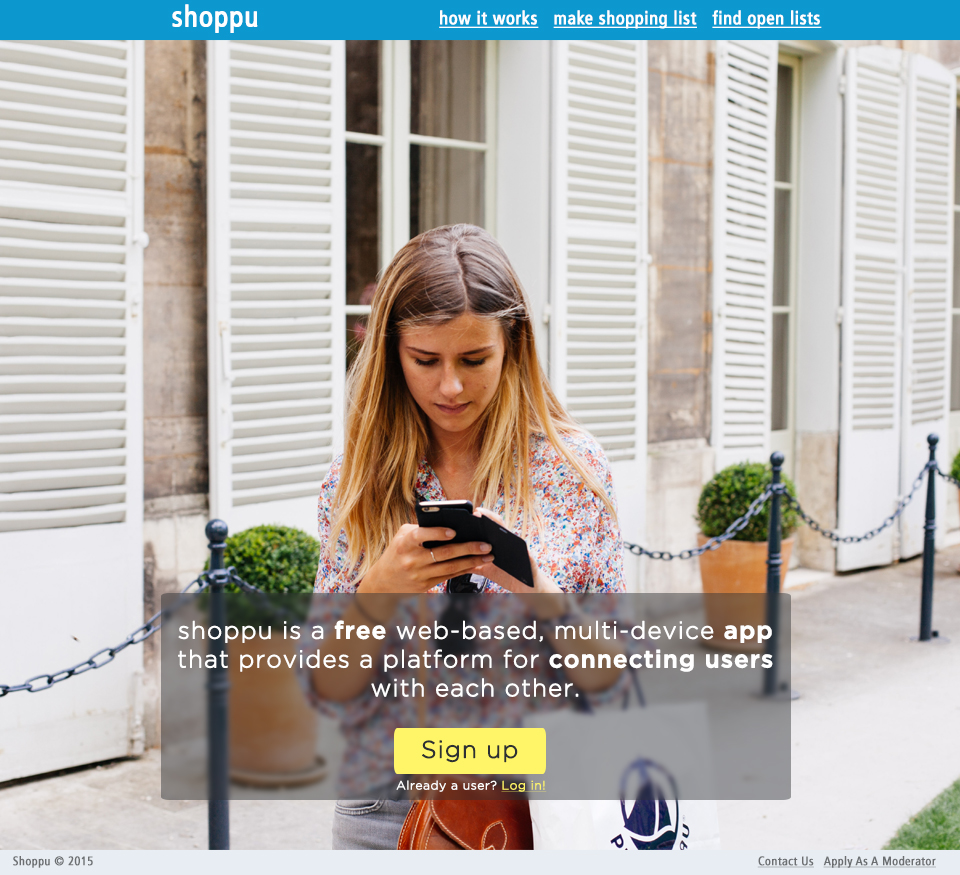 shoppu
how it works make shopping list find open lists
shoppu is a free web-based, multi-device app
that provides a platform for connecting users
with each other.
Sign up
Already a user? Log in!
Shoppu © 2015
Contact Us Apply As A Moderator